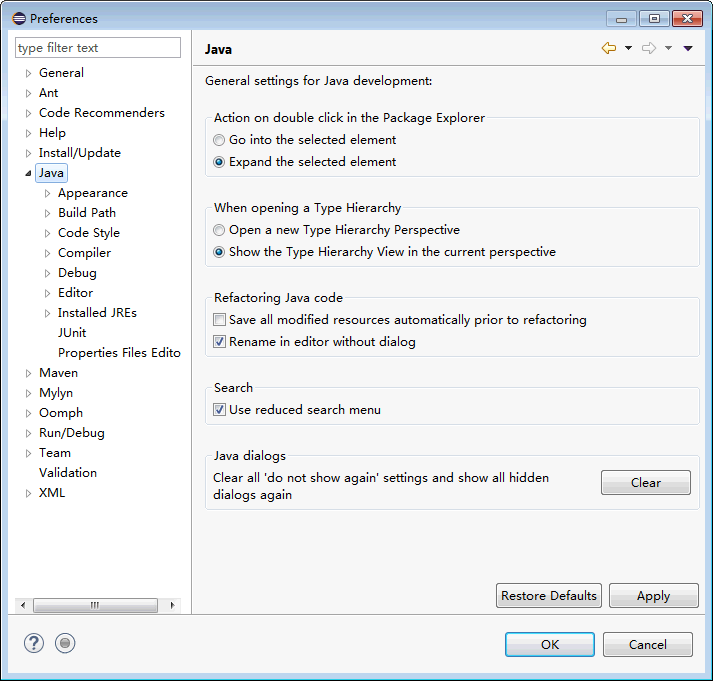 Preferences
type filter text
General
Ant
Code Recommenders
Help
Install/Update
Java
Appearance
Build Path
Code Style
Compiler
Debug
Editor
Installed JREs
JUnit
Properties Files Edito
Maven
Mylyn
Oomph
Run/Debug
Team
Validation
XML
Java
General settings for Java development:
Action on double click in the Package Explorer
Go into the selected element
Expand the selected element
When opening a Type Hierarchy
Open a new Type Hierarchy Perspective
Show the Type Hierarchy View in the current perspective
Refactoring Java code
Save all modified resources automatically prior to refactoring
Rename in editor without dialog
Search
Use reduced search menu
Java dialogs
Clear all 'do not show again' settings and show all hidden
dialogs again
Clear
Restore Defaults
Apply
?
OK
Cancel